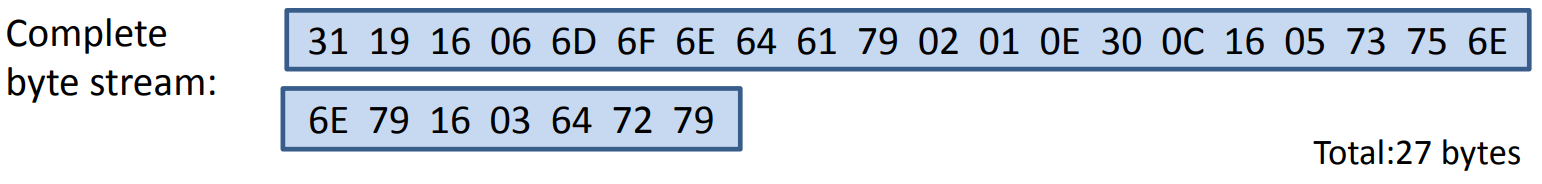 Complete
byte stream:
31 19 16 06 6D 6F 6E 64 61 79 02 01 0E 30 0C 16 05 73 75 6E
6E 79 16 03 64 72 79
Total:27 bytes